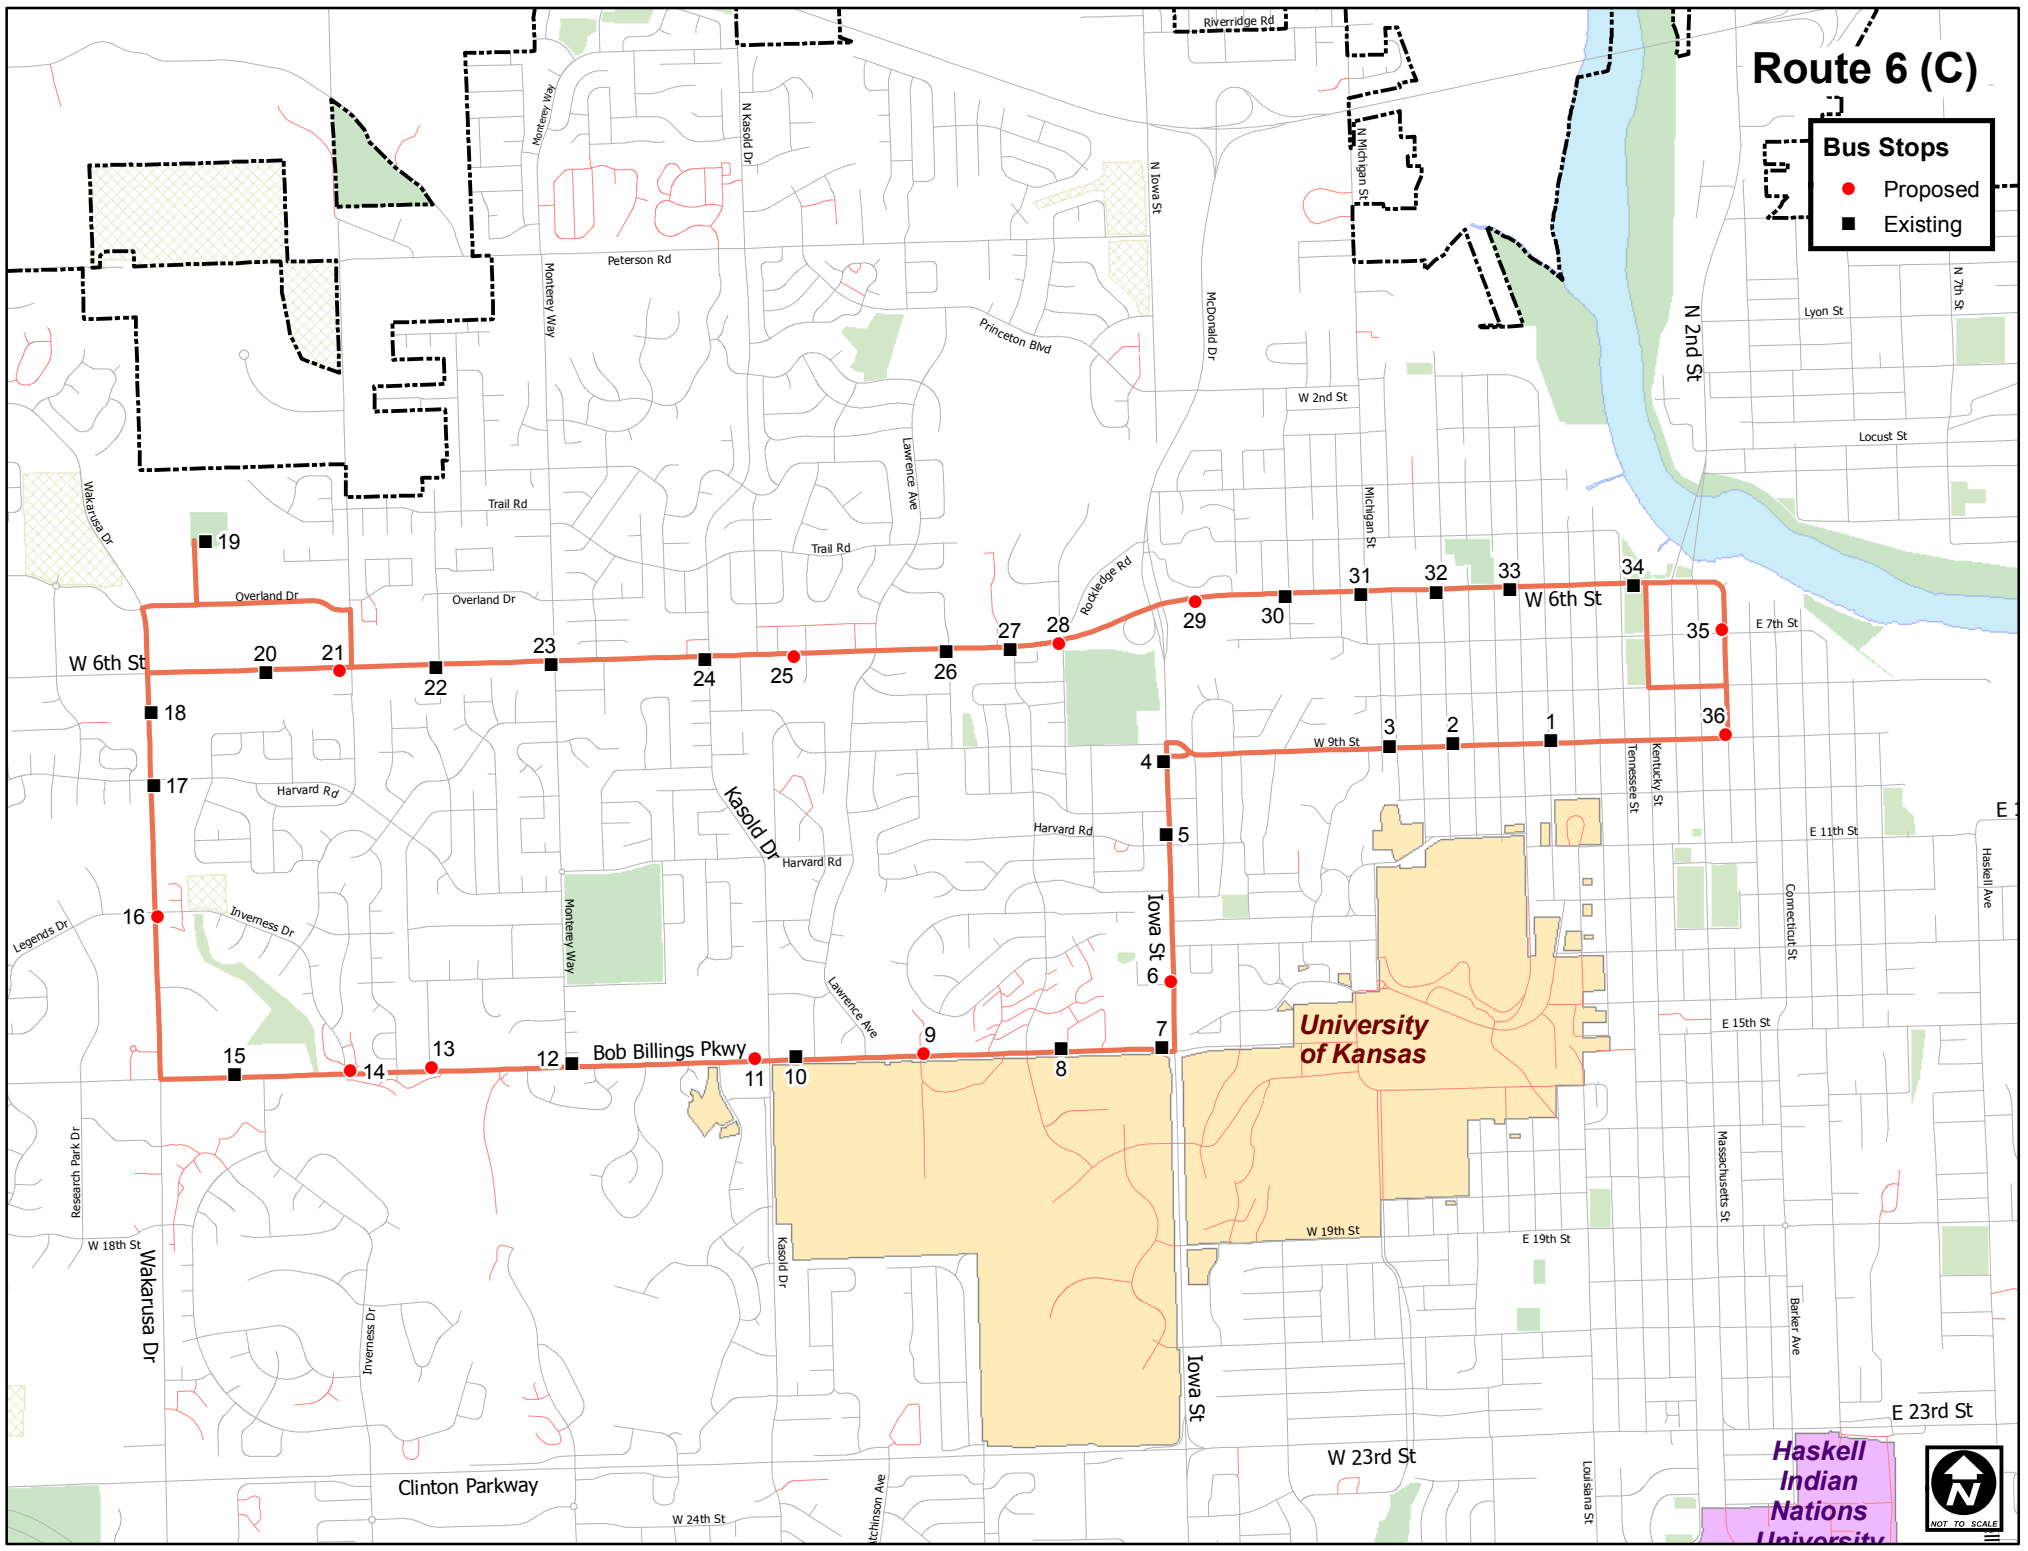 Riverridge Rd
Route 6 (C)
Bus Stops
Proposed
Existing
Monterey Way
N Kasold Dr
N Iowa St
N Michigan St
Peterson Rd
Monterey Way
McDonald Dr
Princeton Blvd
N 2nd St
Lyon St
N 7th St
W 2nd St
Locust St
Lawrence Ave
Wakarusa Dr
Trail Rd
Trail Rd
Michigan St
Rockledge Rd
19
Overland Dr
Overland Dr
W 6th St
20
21
22
23
24
25
26
27
28
29
30
31
32
33
34
W 6th St
35
E 7th St
36
18
17
Harvard Rd
Kasold Dr
Harvard Rd
Harvard Rd
W 9th St
1
2
3
4
5
Tennessee St
Kentucky St
E 11th St
E 1
Haskell Ave
Connecticut St
16
Legends Dr
Inverness Dr
Monterey Way
Lawrence Ave
Iowa St
6
7
8
9
10
11
12
13
14
15
Bob Billings Pkwy
University
of Kansas
E 15th St
Research Park Dr
W 18th St
Wakarusa Dr
Inverness Dr
Kasold Dr
W 19th St
E 19th St
Massachusetts St
Barker Ave
Iowa St
E 23rd St
W 23rd St
Clinton Parkway
W 24th St
tchinson Ave
Louisiana St
Haskell
Indian
Nations
University
N
NOT TO SCALE